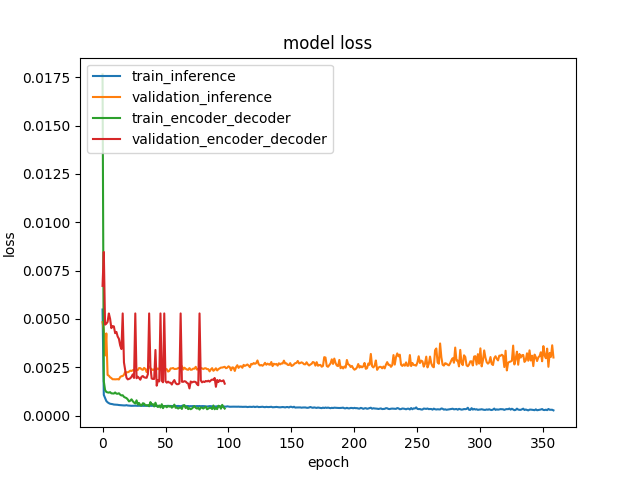 model loss
train_inference
validation_inference
train_encoder_decoder
validation_encoder_decoder
loss
0.0175
0.0150
0.0125
0.0100
0.0075
0.0050
0.0025
0.0000
0 50 100 150 200 250 300 350
epoch